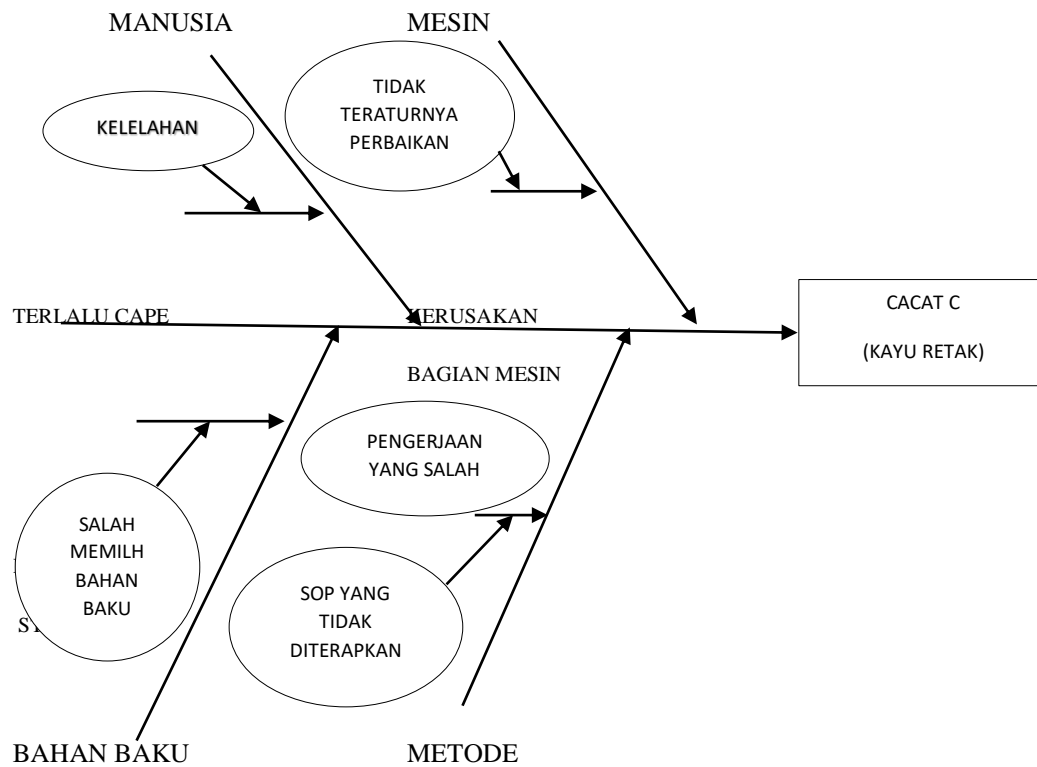 MANUSIA
MESIN
TIDAK
TERATURNYA
PERBAIKAN
KELELAHAN
TERLALU CAPE
KERUSAKAN
BAGIAN MESIN
CACAT C
(KAYU RETAK)
PENGERJAAN
YANG SALAH
SALAH
MEMILH
BAHAN
BAKU
SOP YANG
TIDAK
DITERAPKAN
BAHAN BAKU
METODE